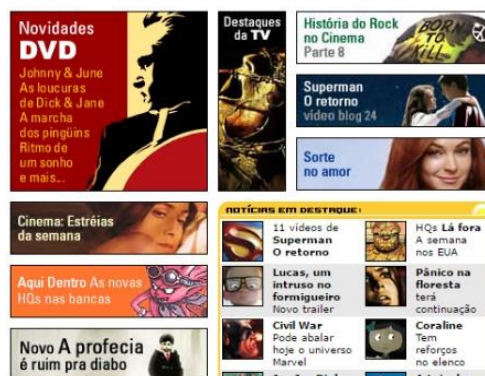 Novidades
DVD
Johnny & June
As loucuras
de Dick & Jane
A marcha
dos pingüins
Ritmo de
um sonho
e mais...
Destaques
da TV
História do Rock
no Cinema
Parte 8
BORN
TO
KILL
Superman
O retorno
vídeo blog 24
Sorte
no amor
Cinema: Estréias
da semana
Aqui Dentro As novas
HQs nas bancas
Novo A profecia
é ruim pra diabo
NOTÍCIAS EM DESTAQUE:
11 vídeos de
Superman
O retorno
HQs Lá fora
A semana
nos EUA
Lucas, um
intruso no
formigueiro
Novo trailer
Pânico na
floresta
terá
continuação
Civil War
Pode abalar
hoje o universo
Marvel
Coraline
Tem
reforços
no elenco